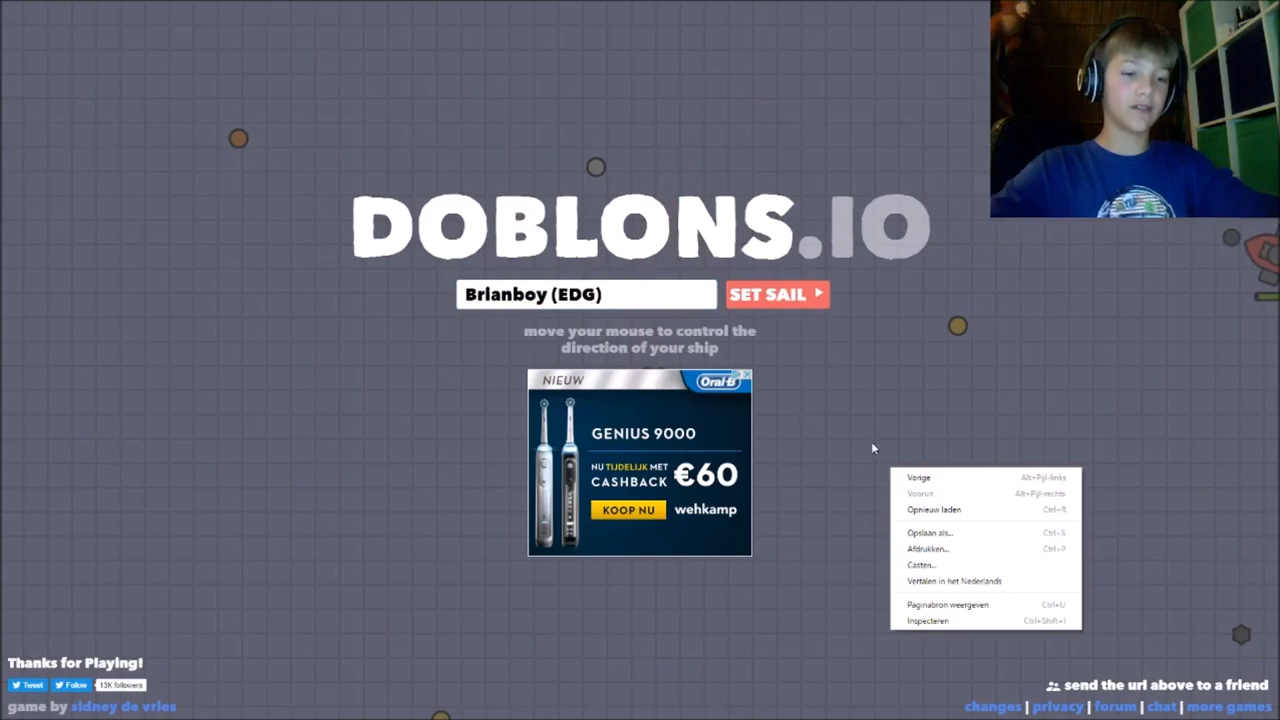 DOBLONS.IO
Brianboy (EDG)
SET SAIL
move your mouse to control the
direction of your ship
NIEUW
Oral-B
GENIUS 9000
NU TIJDELIJK MET
CASHBACK
€60
KOOP NU
wehkamp
Vorige Alt+Pijl-links
Vooruit Alt+Pijl-rechts
Opnieuw laden Ctrl+R
Opslaan als... Ctrl+S
Afdrukken... Ctrl+P
Casten...
Vertalen in het Nederlands
Paginabron weergeven Ctrl+U
Inspecteren Ctrl+Shift+I
Thanks for Playing!
Tweet Follow 13K followers
game by sidney de vries
send the url above to a friend
changes | privacy | forum | chat | more games